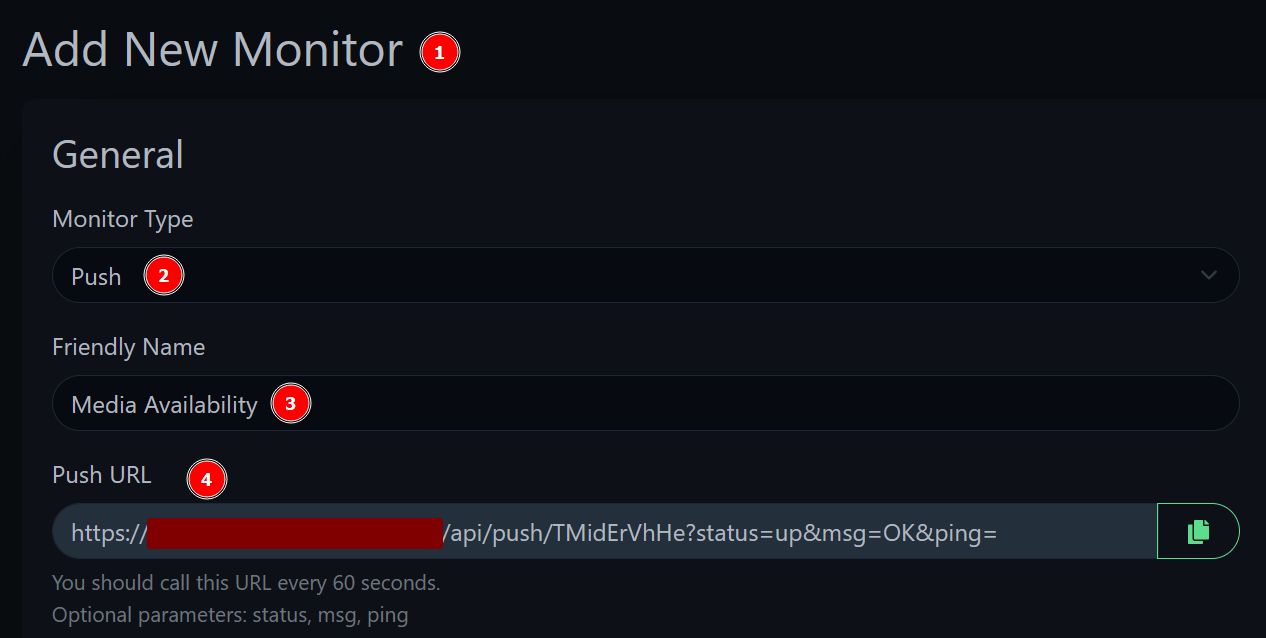 Add New Monitor 1
General
Monitor Type
Push 2
Friendly Name
Media Availability 3
Push URL 4
https:// /api/push/TMidErVhHe?status=up&msg=OK&ping=
You should call this URL every 60 seconds.
Optional parameters: status, msg, ping